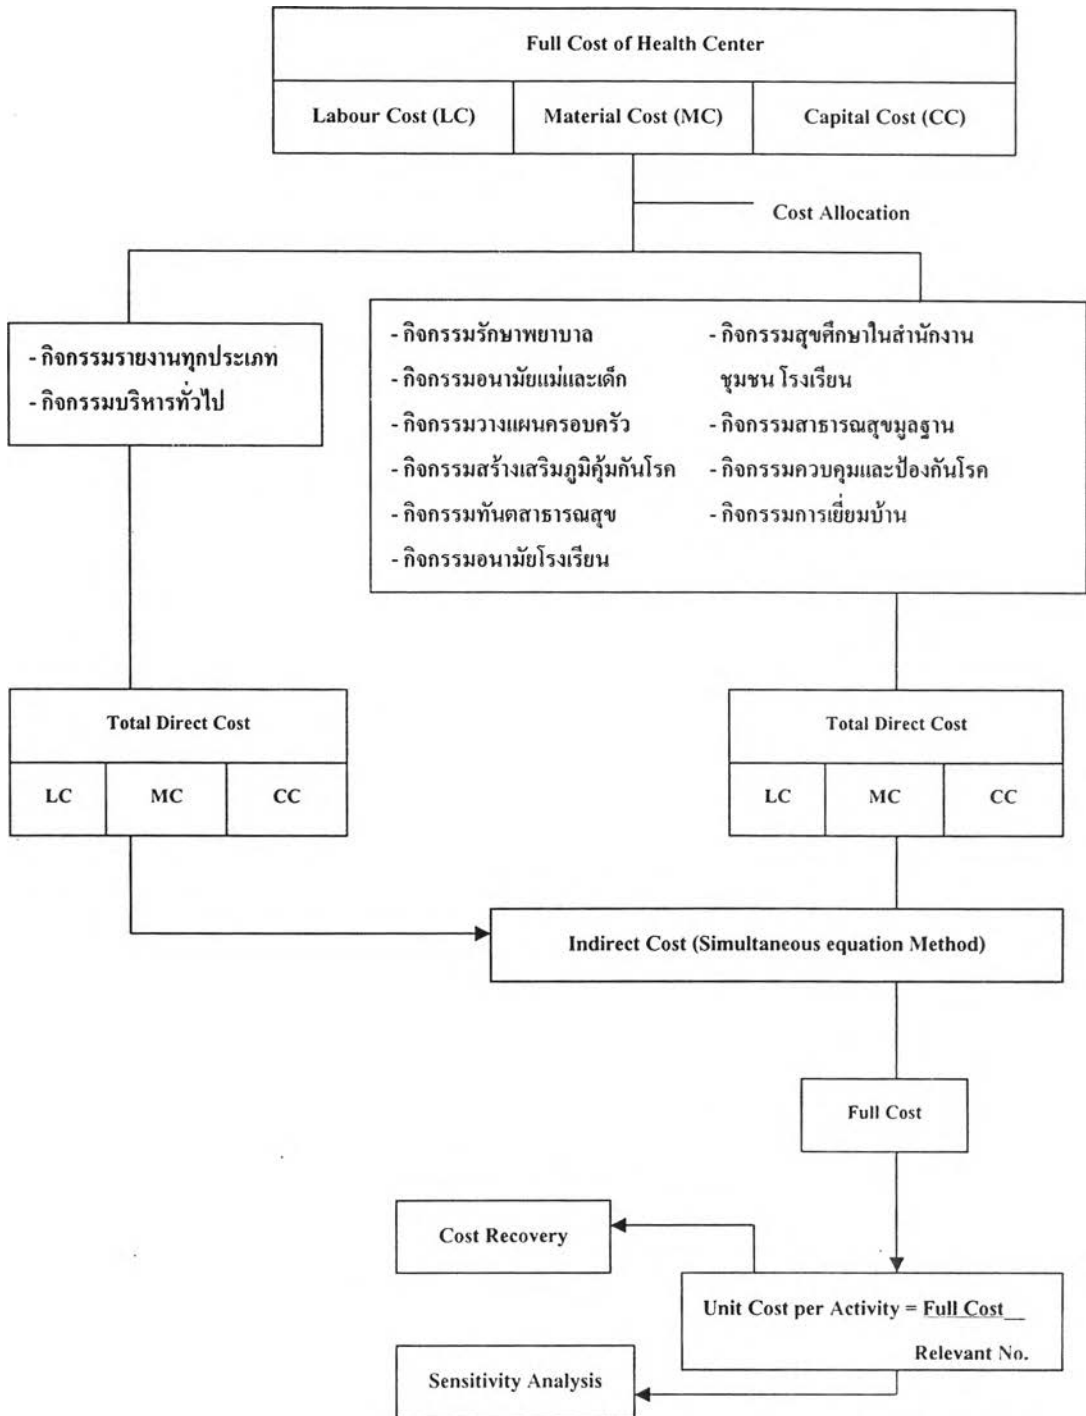 Full Cost of Health Center
Labour Cost (LC)
Material Cost (MC)
Capital Cost (CC)
Cost Allocation
- กิจกรรมรายงานทุกประเภท
- กิจกรรมบริหารทั่วไป
- กิจกรรมรักษาพยาบาล
- กิจกรรมอนามัยแม่และเด็ก
- กิจกรรมวางแผนครอบครัว
- กิจกรรมสร้างเสริมภูมิคุ้มกันโรค
- กิจกรรมทันตสาธารณสุข
- กิจกรรมอนามัยโรงเรียน
- กิจกรรมสุขศึกษาในสำนักงาน
ชุมชน โรงเรียน
- กิจกรรมสาธารณสุขมูลฐาน
- กิจกรรมควบคุมและป้องกันโรค
- กิจกรรมการเยี่ยมบ้าน
Total Direct Cost
LC
MC
CC
Total Direct Cost
LC
MC
CC
Indirect Cost (Simultaneous equation Method)
Full Cost
Cost Recovery
Unit Cost per Activity = Full Cost
Relevant No.
Sensitivity Analysis